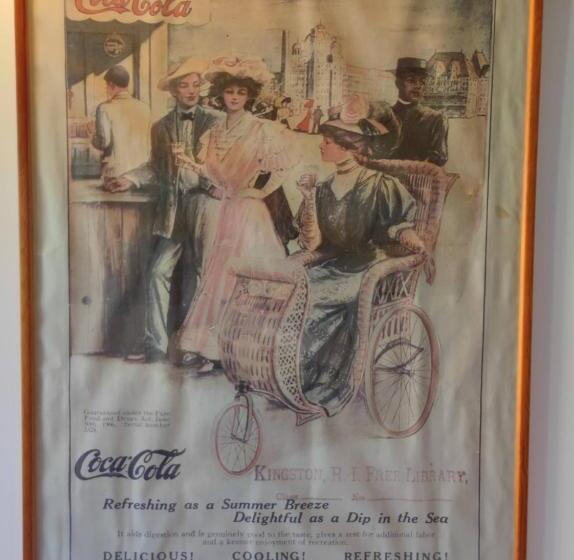 Coca-Cola
Guaranteed under the Pure
Food and Drugs Act, June
30th, 1906. Serial Number
3324.
Coca-Cola
KINGSTON, R. I. FREE LIBRARY,
Class No.
Refreshing as a Summer Breeze
Delightful as a Dip in the Sea
It aids digestion and is genuinely good to the taste, gives a zest for additional labor
and a keener enjoyment of recreation.
DELICIOUS! COOLING! REFRESHING!